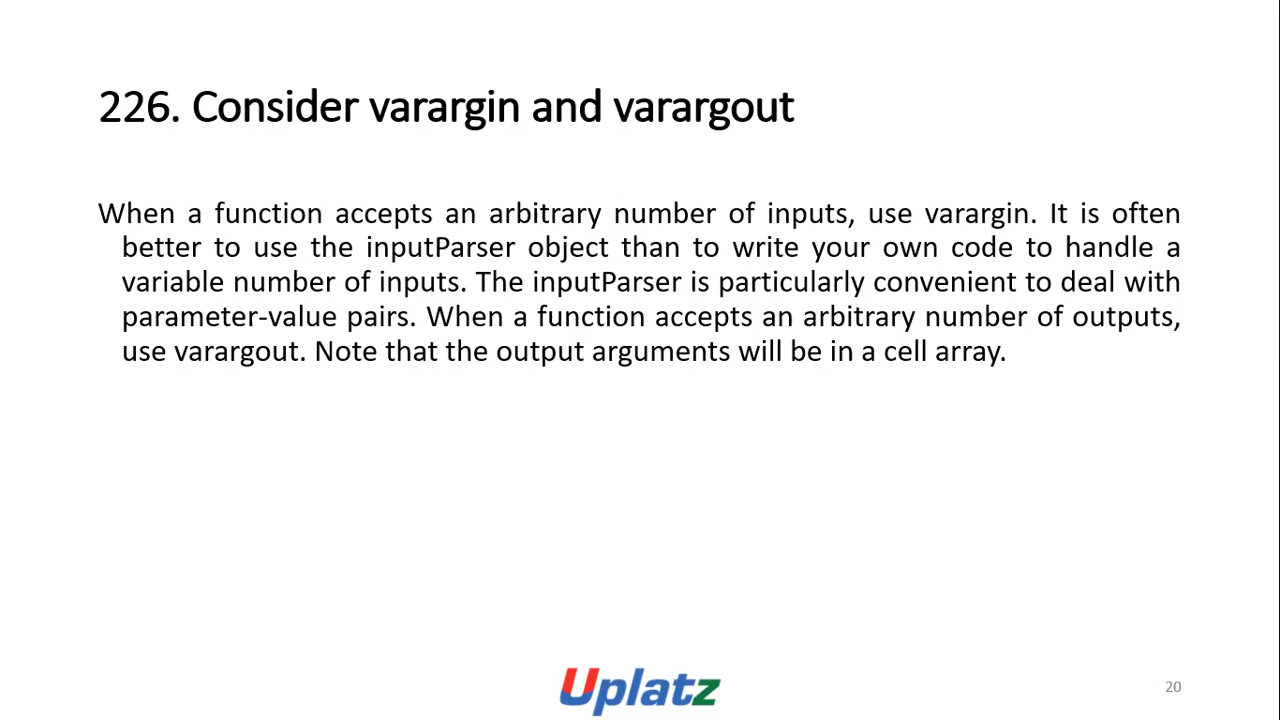 226. Consider varargin and varargout
When a function accepts an arbitrary number of inputs, use varargin. It is often
better to use the inputParser object than to write your own code to handle a
variable number of inputs. The inputParser is particularly convenient to deal with
parameter-value pairs. When a function accepts an arbitrary number of outputs,
use varargout. Note that the output arguments will be in a cell array.
Uplatz
20